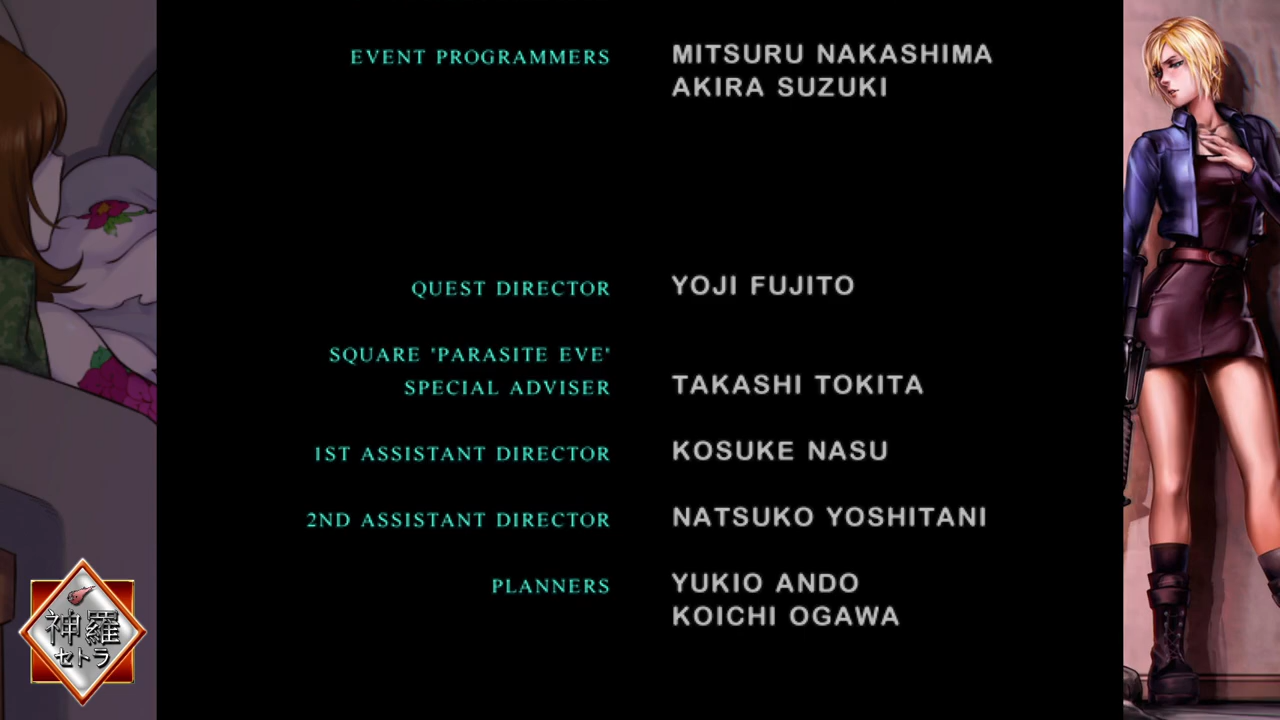 EVENT PROGRAMMERS MITSURU NAKASHIMA
AKIRA SUZUKI
QUEST DIRECTOR YOJI FUJITO
SQUARE 'PARASITE EVE'
SPECIAL ADVISER TAKASHI TOKITA
1ST ASSISTANT DIRECTOR KOSUKE NASU
2ND ASSISTANT DIRECTOR NATSUKO YOSHITANI
PLANNERS YUKIO ANDO
KOICHI OGAWA
神羅
セトラ